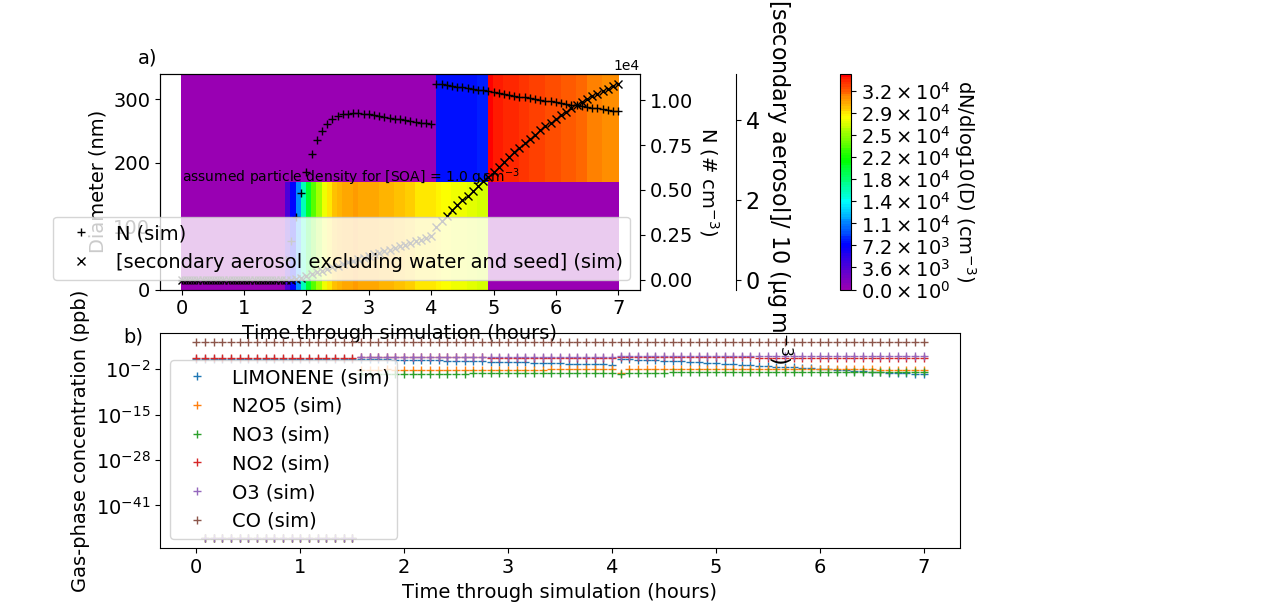 a)
1e4
300
200
100
0
Diameter (nm)
assumed particle density for [SOA] = 1.0 g cm⁻³
N (sim)
[secondary aerosol excluding water and seed] (sim)
0 1 2 3 4 5 6 7
Time through simulation (hours)
1.00
0.75
0.50
0.25
0.00
N (# cm⁻³)
4
2
0
[secondary aerosol]/ 10 (µg m⁻³)
3.2 × 10⁴
2.9 × 10⁴
2.5 × 10⁴
2.2 × 10⁴
1.8 × 10⁴
1.4 × 10⁴
1.1 × 10⁴
7.2 × 10³
3.6 × 10³
0.0 × 10⁰
dN/dlog10(D) (cm⁻³)
b)
10⁻²
10⁻¹⁵
10⁻²⁸
10⁻⁴¹
Gas-phase concentration (ppb)
LIMONENE (sim)
N2O5 (sim)
NO3 (sim)
NO2 (sim)
O3 (sim)
CO (sim)
0 1 2 3 4 5 6 7
Time through simulation (hours)